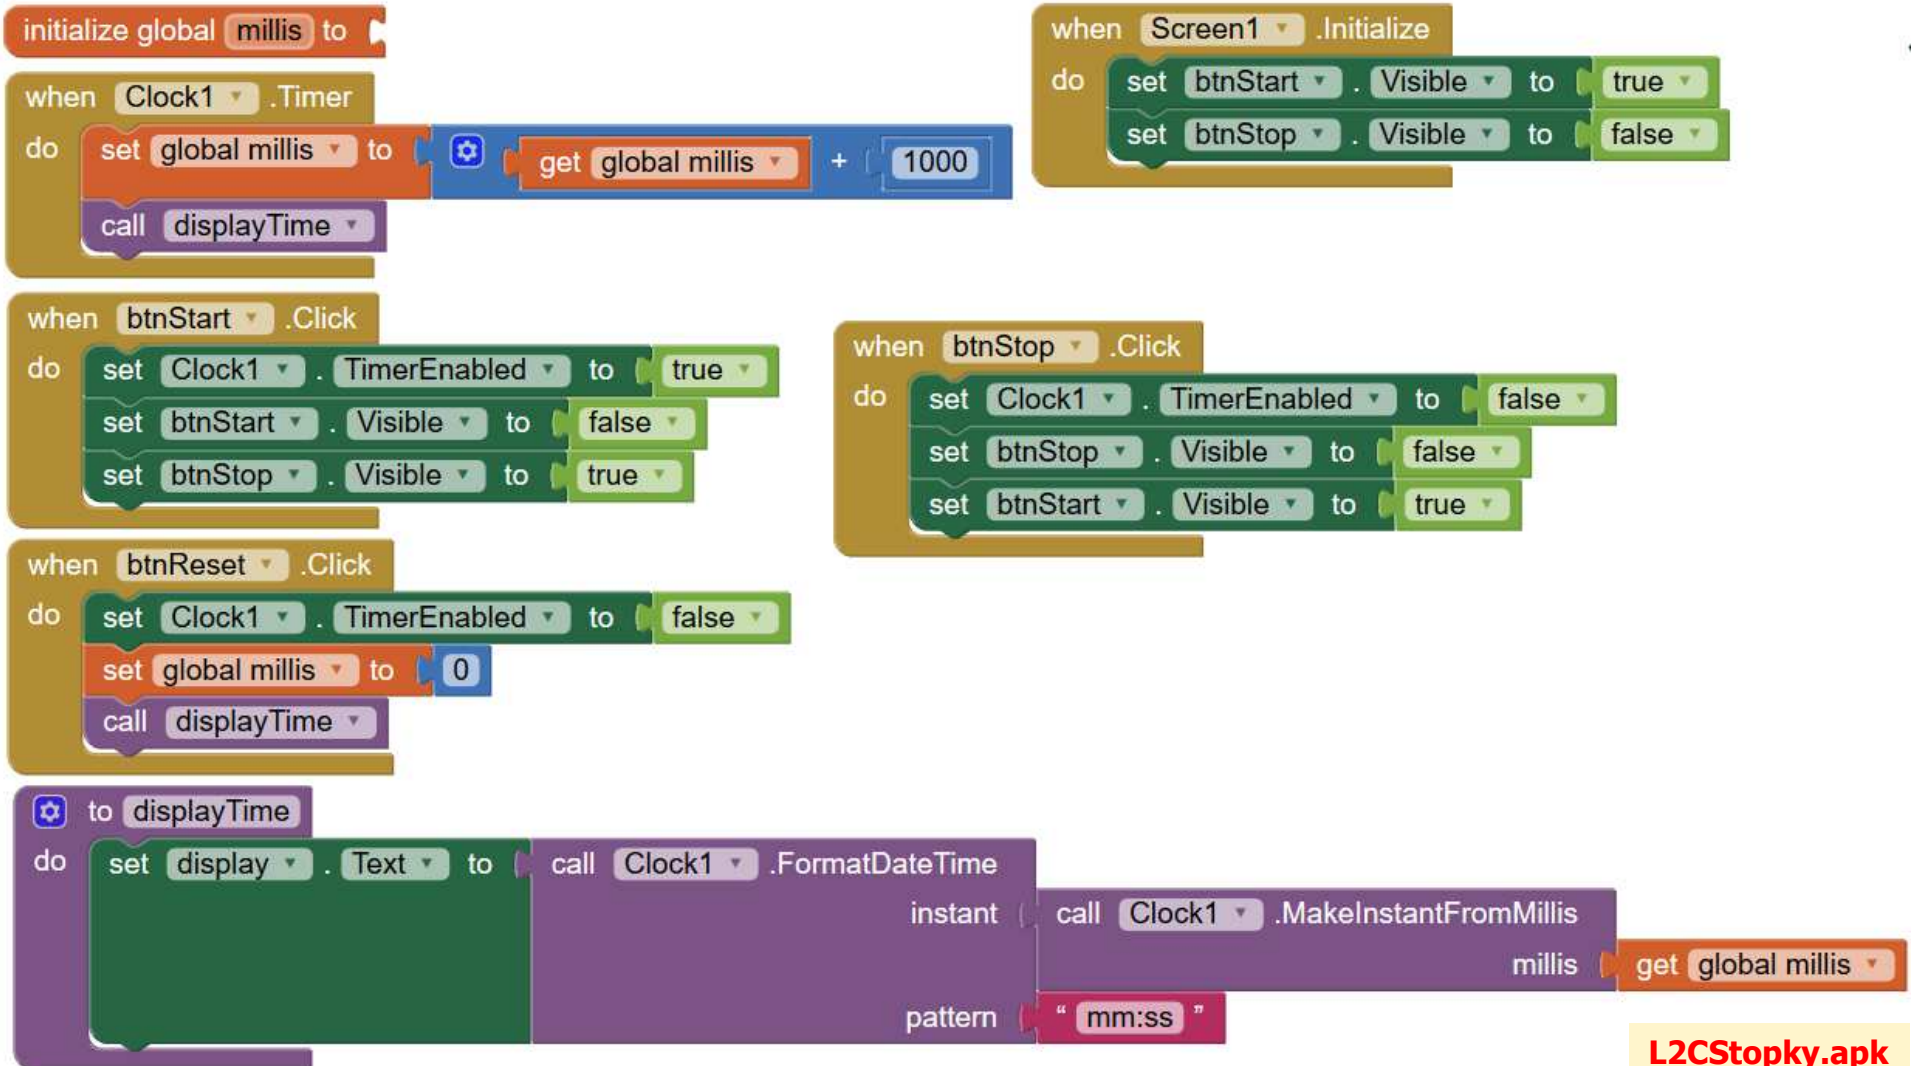 initialize global millis to
when Clock1 .Timer
do set global millis to get global millis + 1000
call displayTime
when Screen1 .Initialize
do set btnStart . Visible to true
set btnStop . Visible to false
when btnStart .Click
do set Clock1 . TimerEnabled to true
set btnStart . Visible to false
set btnStop . Visible to true
when btnStop .Click
do set Clock1 . TimerEnabled to false
set btnStop . Visible to false
set btnStart . Visible to true
when btnReset .Click
do set Clock1 . TimerEnabled to false
set global millis to 0
call displayTime
to displayTime
do set display . Text to call Clock1 .FormatDateTime
instant call Clock1 .MakeInstantFromMillis
millis get global millis
pattern “ mm:ss ”
L2CStopky.apk